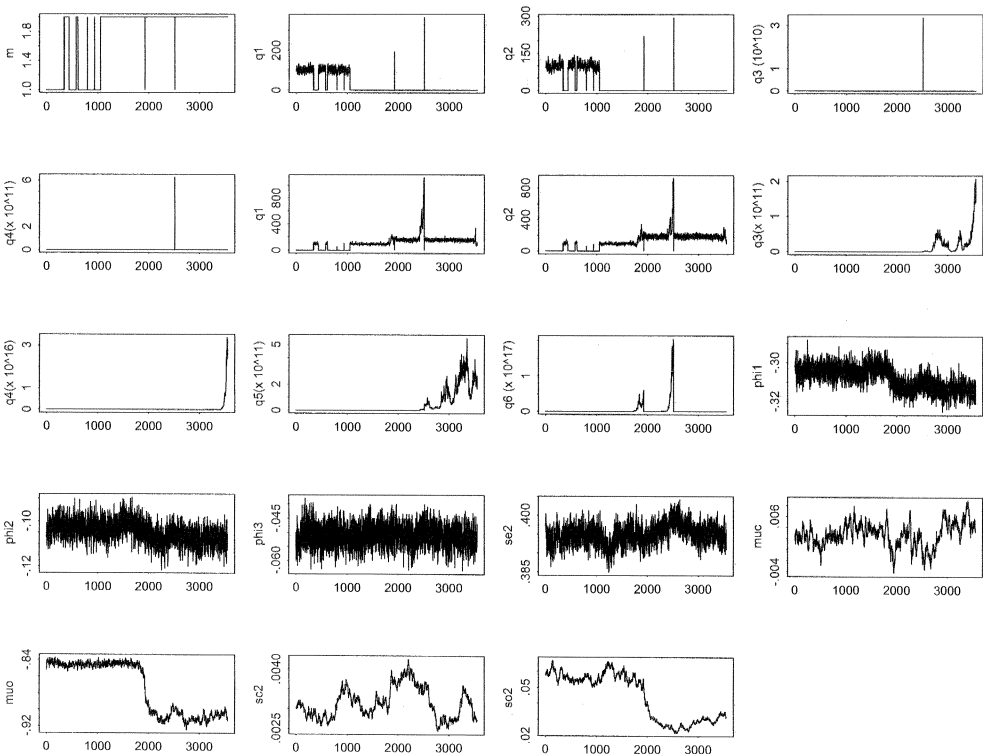 m
1.0 1.4 1.8
0 1000 2000 3000
q1
0 200
0 1000 2000 3000
q2
0 150 300
0 1000 2000 3000
q3 (10^10)
0 1 3
0 1000 2000 3000
q4(x 10^11)
0 2 6
0 1000 2000 3000
q1
0 400 800
0 1000 2000 3000
q2
0 400 800
0 1000 2000 3000
q3(x 10^11)
0 1 2
0 1000 2000 3000
q4(x 10^16)
0 1 3
0 1000 2000 3000
q5(x 10^11)
0 2 5
0 1000 2000 3000
q6 (x 10^17)
0 1
0 1000 2000 3000
phi1
-.32 -.30
0 1000 2000 3000
phi2
-.12 -.10
0 1000 2000 3000
phi3
-.060 -.045
0 1000 2000 3000
se2
.385 .400
0 1000 2000 3000
muc
-.004 .006
0 1000 2000 3000
muo
-.92 -.84
0 1000 2000 3000
sc2
.0025 .0040
0 1000 2000 3000
so2
.02 .05
0 1000 2000 3000